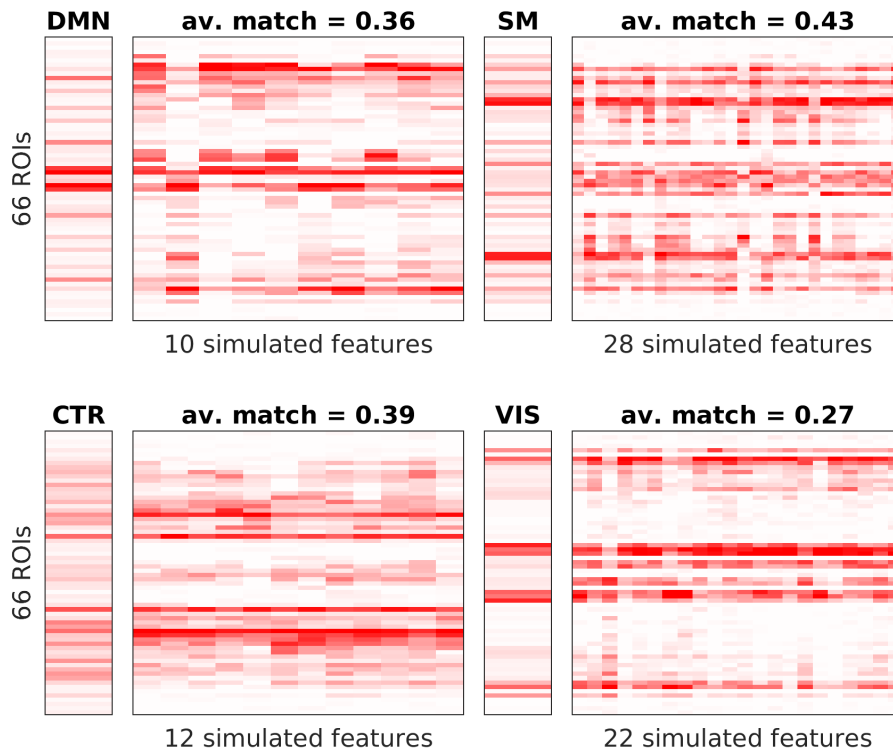 DMN av. match = 0.36 SM av. match = 0.43
66 ROIs
10 simulated features 28 simulated features
CTR av. match = 0.39 VIS av. match = 0.27
66 ROIs
12 simulated features 22 simulated features